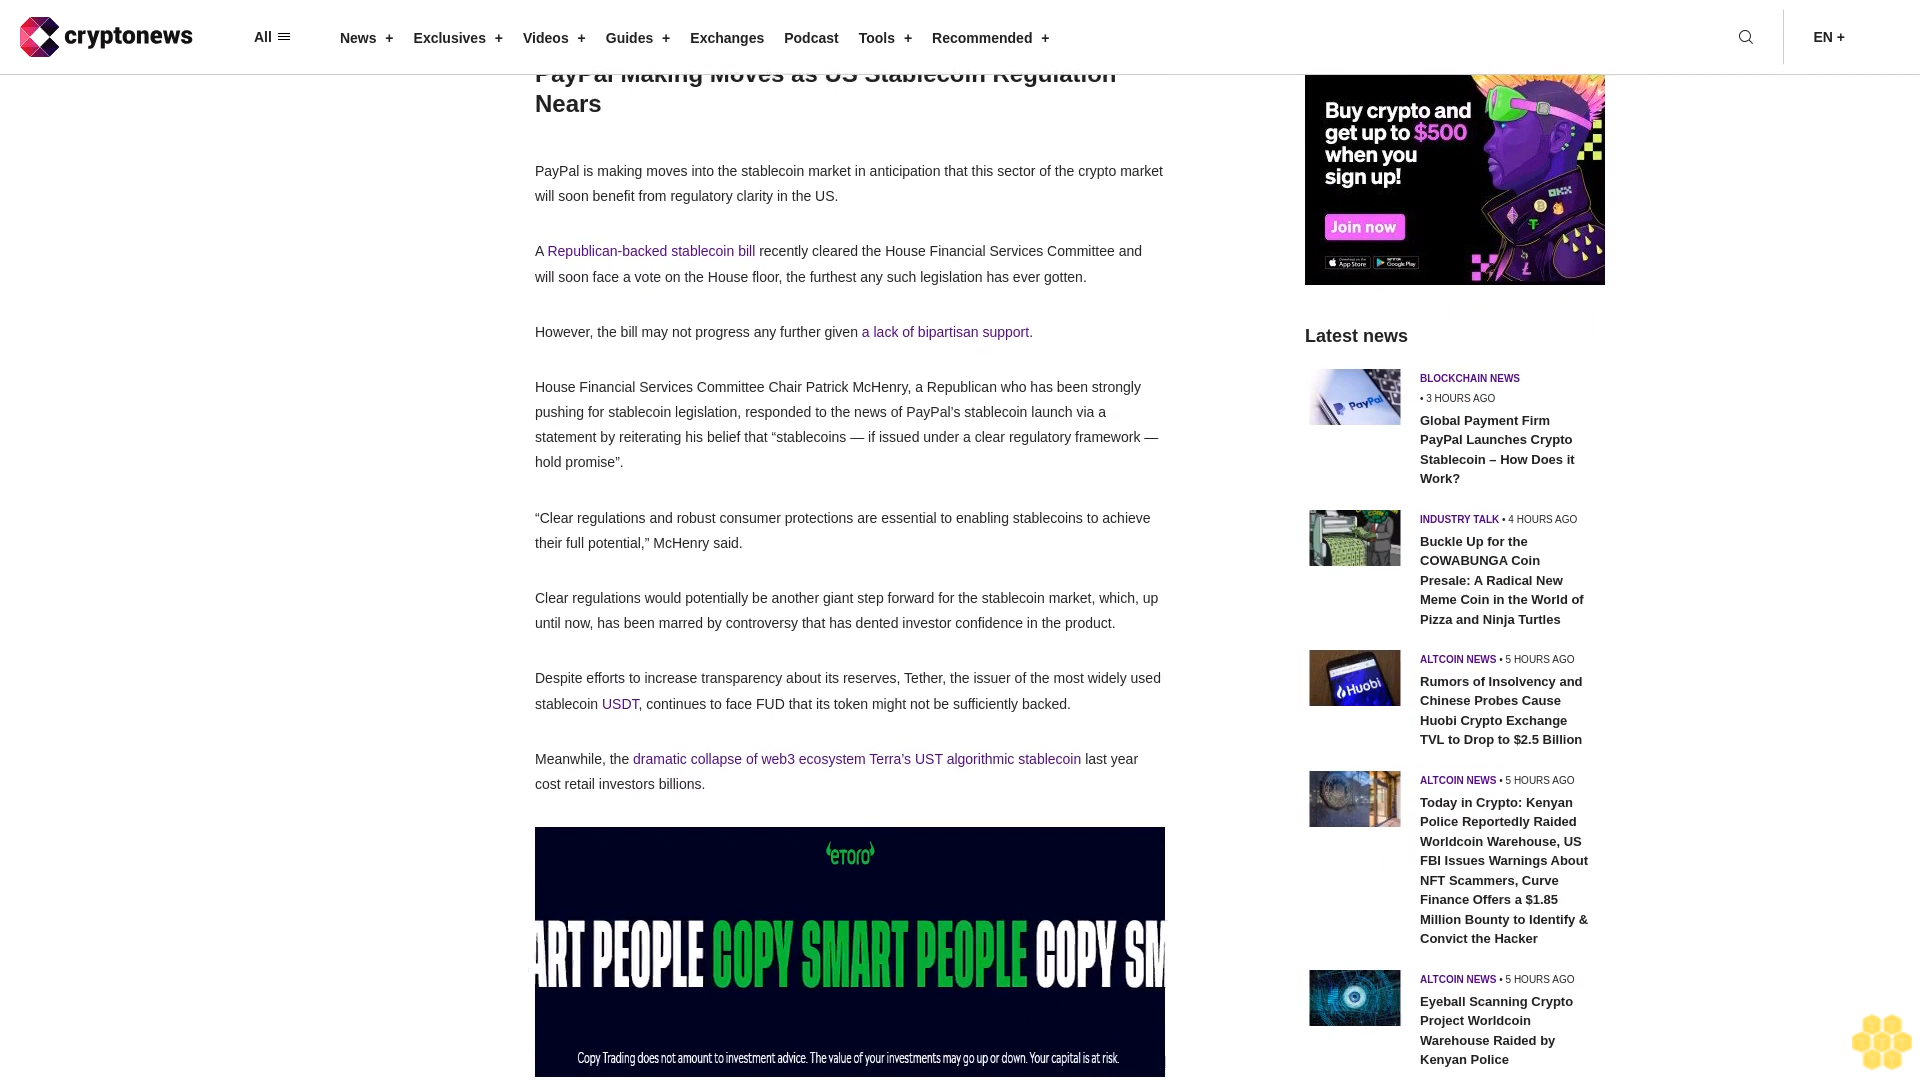 cryptonews
All
News +
Exclusives +
Videos +
Guides +
Exchanges
Podcast
Tools +
Recommended +
EN +
PayPal Making Moves as US Stablecoin Regulation
Nears
PayPal is making moves into the stablecoin market in anticipation that this sector of the crypto market
will soon benefit from regulatory clarity in the US.
A Republican-backed stablecoin bill recently cleared the House Financial Services Committee and
will soon face a vote on the House floor, the furthest any such legislation has ever gotten.
However, the bill may not progress any further given a lack of bipartisan support.
House Financial Services Committee Chair Patrick McHenry, a Republican who has been strongly
pushing for stablecoin legislation, responded to the news of PayPal’s stablecoin launch via a
statement by reiterating his belief that “stablecoins — if issued under a clear regulatory framework —
hold promise”.
“Clear regulations and robust consumer protections are essential to enabling stablecoins to achieve
their full potential,” McHenry said.
Clear regulations would potentially be another giant step forward for the stablecoin market, which, up
until now, has been marred by controversy that has dented investor confidence in the product.
Despite efforts to increase transparency about its reserves, Tether, the issuer of the most widely used
stablecoin USDT, continues to face FUD that its token might not be sufficiently backed.
Meanwhile, the dramatic collapse of web3 ecosystem Terra’s UST algorithmic stablecoin last year
cost retail investors billions.
eToro
ART PEOPLE COPY SMART PEOPLE COPY SM
Copy Trading does not amount to investment advice. The value of your investments may go up or down. Your capital is at risk.
Buy crypto and
get up to $500
when you
sign up!
Join now
App Store
Google Play
OKX
Latest news
PayPal
BLOCKCHAIN NEWS
• 3 HOURS AGO
Global Payment Firm
PayPal Launches Crypto
Stablecoin – How Does it
Work?
INDUSTRY TALK • 4 HOURS AGO
Buckle Up for the
COWABUNGA Coin
Presale: A Radical New
Meme Coin in the World of
Pizza and Ninja Turtles
Huobi
ALTCOIN NEWS • 5 HOURS AGO
Rumors of Insolvency and
Chinese Probes Cause
Huobi Crypto Exchange
TVL to Drop to $2.5 Billion
ALTCOIN NEWS • 5 HOURS AGO
Today in Crypto: Kenyan
Police Reportedly Raided
Worldcoin Warehouse, US
FBI Issues Warnings About
NFT Scammers, Curve
Finance Offers a $1.85
Million Bounty to Identify &
Convict the Hacker
ALTCOIN NEWS • 5 HOURS AGO
Eyeball Scanning Crypto
Project Worldcoin
Warehouse Raided by
Kenyan Police